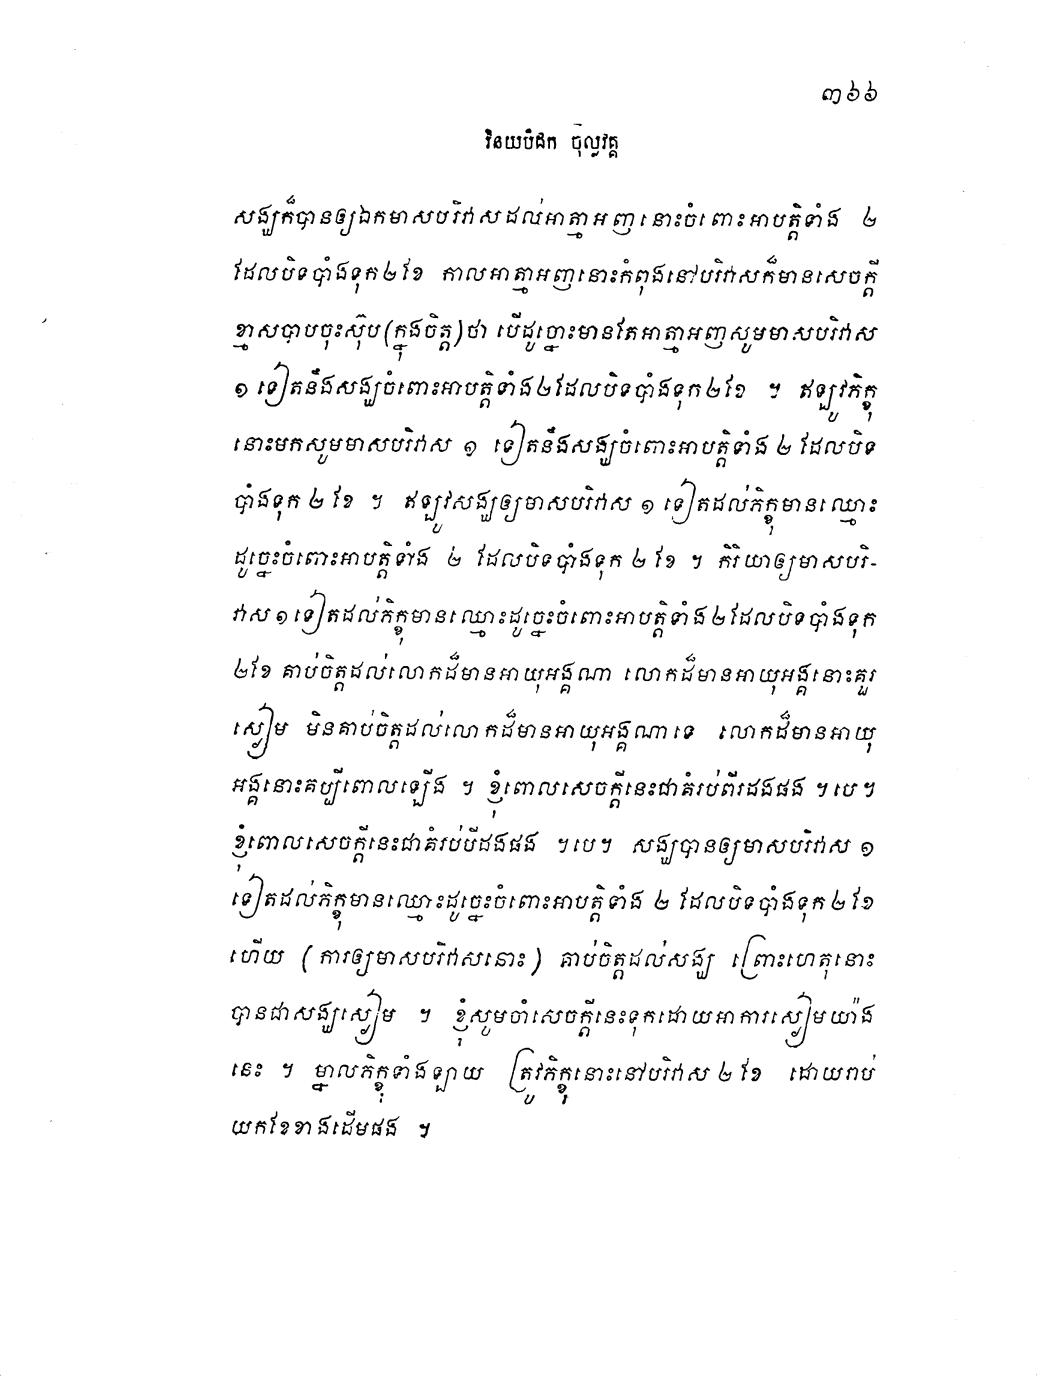 ៣៦៦
វិនយបិដក ចុល្លវគ្គ
សង្ឃក៏បានឲ្យឯកមាសបរិវាសដល់អាត្មាអញនោះចំពោះអាបត្តិទាំង ២
ដែលបិទបាំងទុក២ខែ កាលអាត្មាអញនោះកំពុងនៅបរិវាសក៏មានសេចក្តី
ខ្មាសបាបចុះស៊ុប(ក្នុងចិត្ត)ថា បើដូច្នោះមានតែអាត្មាអញសូមមាសបរិវាស
១ ទៀតនឹងសង្ឃចំពោះអាបត្តិទាំង២ដែលបិទបាំងទុក២ខែ ។ ឥឡូវភិក្ខុ
នោះមកសូមមាសបរិវាស ១ ទៀតនឹងសង្ឃចំពោះអាបត្តិទាំង ២ ដែលបិទ
បាំងទុក ២ ខែ ។ ឥឡូវសង្ឃឲ្យមាសបរិវាស ១ ទៀតដល់ភិក្ខុមានឈ្មោះ
ដូច្នេះចំពោះអាបត្តិទាំង ២ ដែលបិទបាំងទុក ២ ខែ ។ កិរិយាឲ្យមាសបរិ-
វាស១ទៀតដល់ភិក្ខុមានឈ្មោះដូច្នេះចំពោះអាបត្តិទាំង២ដែលបិទបាំងទុក
២ខែ គាប់ចិត្តដល់លោកដ៏មានអាយុអង្គណា លោកដ៏មានអាយុអង្គនោះគួរ
ស្ងៀម មិនគាប់ចិត្តដល់លោកដ៏មានអាយុអង្គណាទេ លោកដ៏មានអាយុ
អង្គនោះគប្បីពោលឡើង ។ ខ្ញុំពោលសេចក្តីនេះជាគំរប់ពីរដងផង ។បេ។
ខ្ញុំពោលសេចក្តីនេះជាគំរប់បីដងផង ។បេ។ សង្ឃបានឲ្យមាសបរិវាស ១
ទៀតដល់ភិក្ខុមានឈ្មោះដូច្នេះចំពោះអាបត្តិទាំង ២ ដែលបិទបាំងទុក២ខែ
ហើយ (ការឲ្យមាសបរិវាសនោះ) គាប់ចិត្តដល់សង្ឃ ព្រោះហេតុនោះ
បានជាសង្ឃស្ងៀម ។ ខ្ញុំសូមចាំសេចក្តីនេះទុកដោយអាការស្ងៀមយ៉ាង
នេះ ។ ម្នាលភិក្ខុទាំងឡាយ ត្រូវភិក្ខុនោះនៅបរិវាស ២ ខែ ដោយរាប់
យកខែខាងដើមផង ។